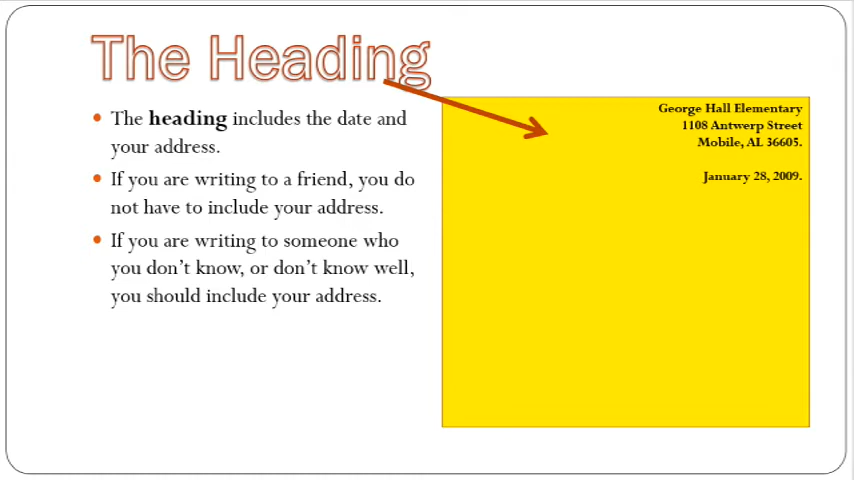 The Heading
The heading includes the date and
your address.
If you are writing to a friend, you do
not have to include your address.
If you are writing to someone who
you don't know, or don't know well,
you should include your address.
George Hall Elementary
1108 Antwerp Street
Mobile, AL 36605.
January 28, 2009.